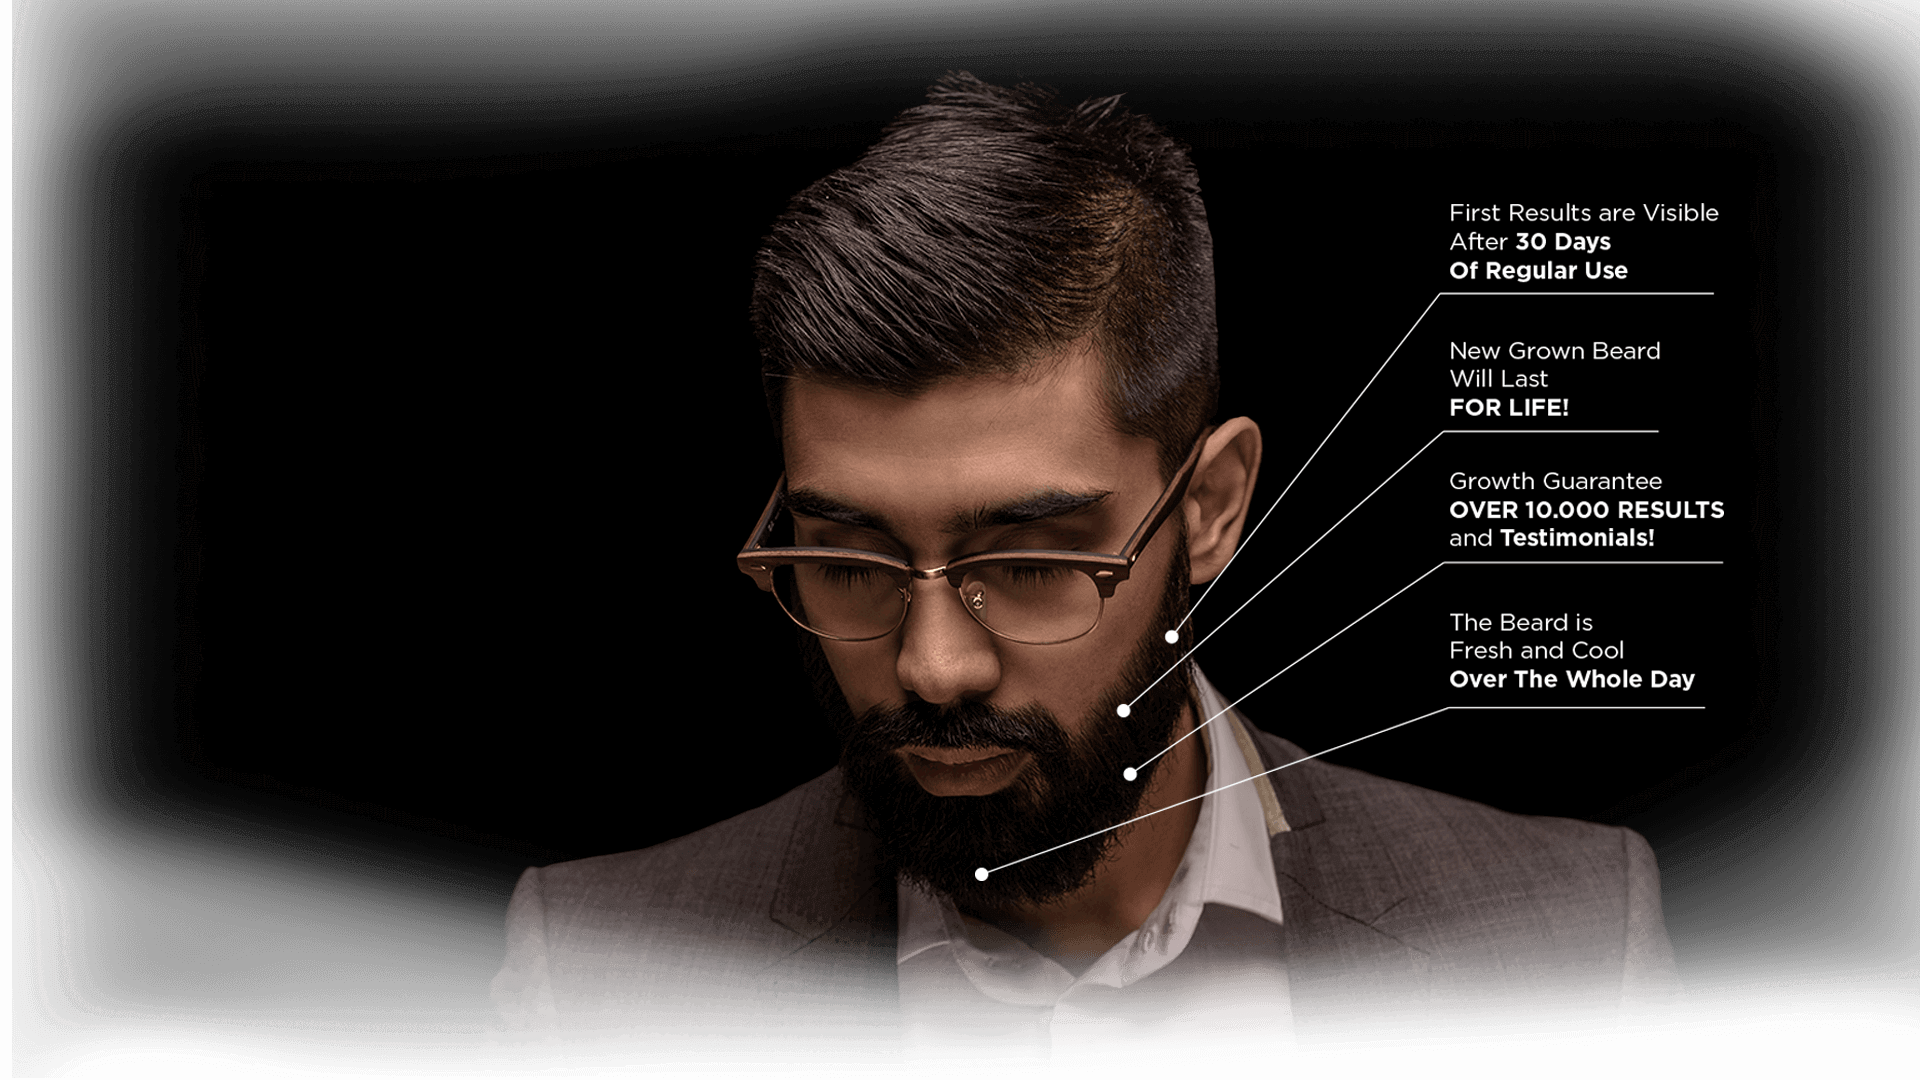 First Results are Visible
After 30 Days
Of Regular Use
New Grown Beard
Will Last
FOR LIFE!
Growth Guarantee
OVER 10.000 RESULTS
and Testimonials!
The Beard is
Fresh and Cool
Over The Whole Day